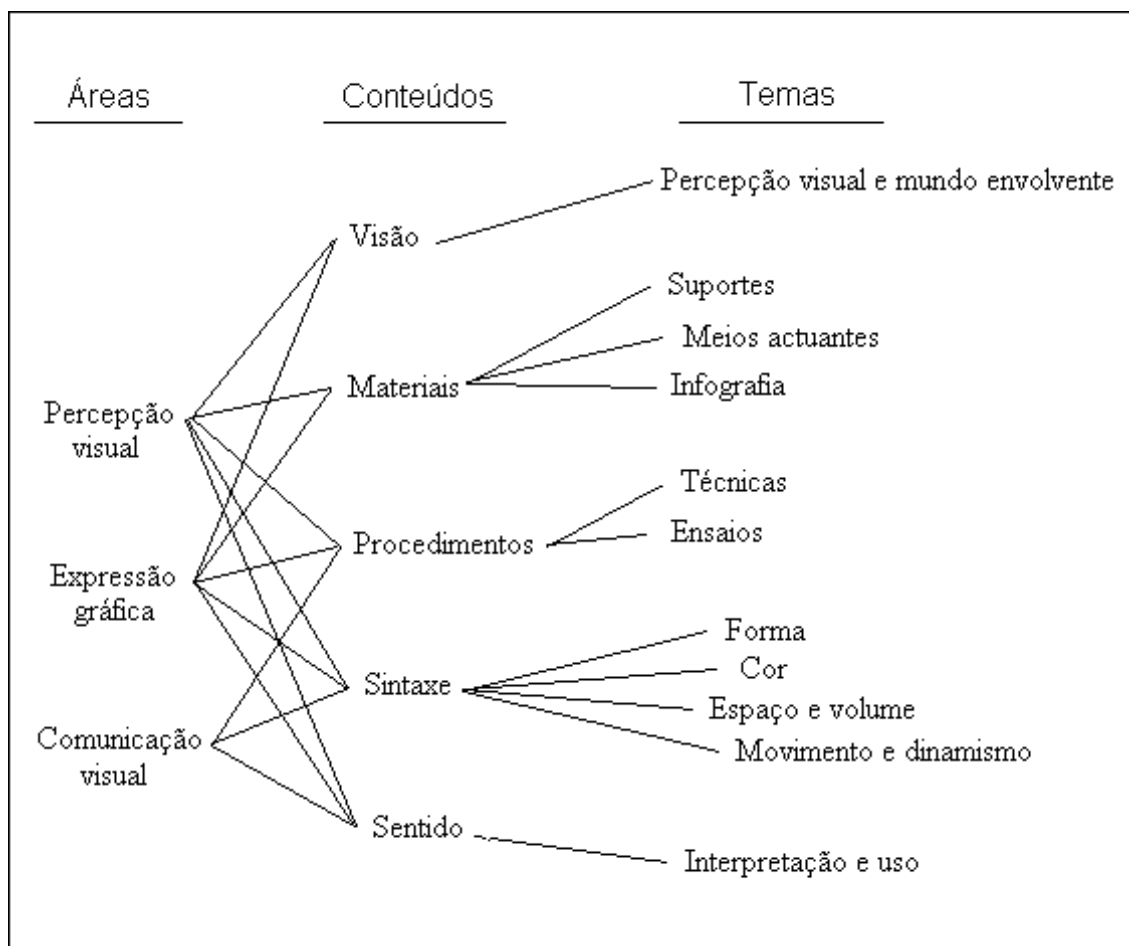 Áreas
Conteúdos
Temas
Percepção visual e mundo envolvente
Visão
Suportes
Meios actuantes
Materiais
Infografia
Percepção
visual
Técnicas
Ensaios
Procedimentos
Expressão
gráfica
Forma
Cor
Sintaxe
Espaço e volume
Comunicação
visual
Movimento e dinamismo
Sentido
Interpretação e uso